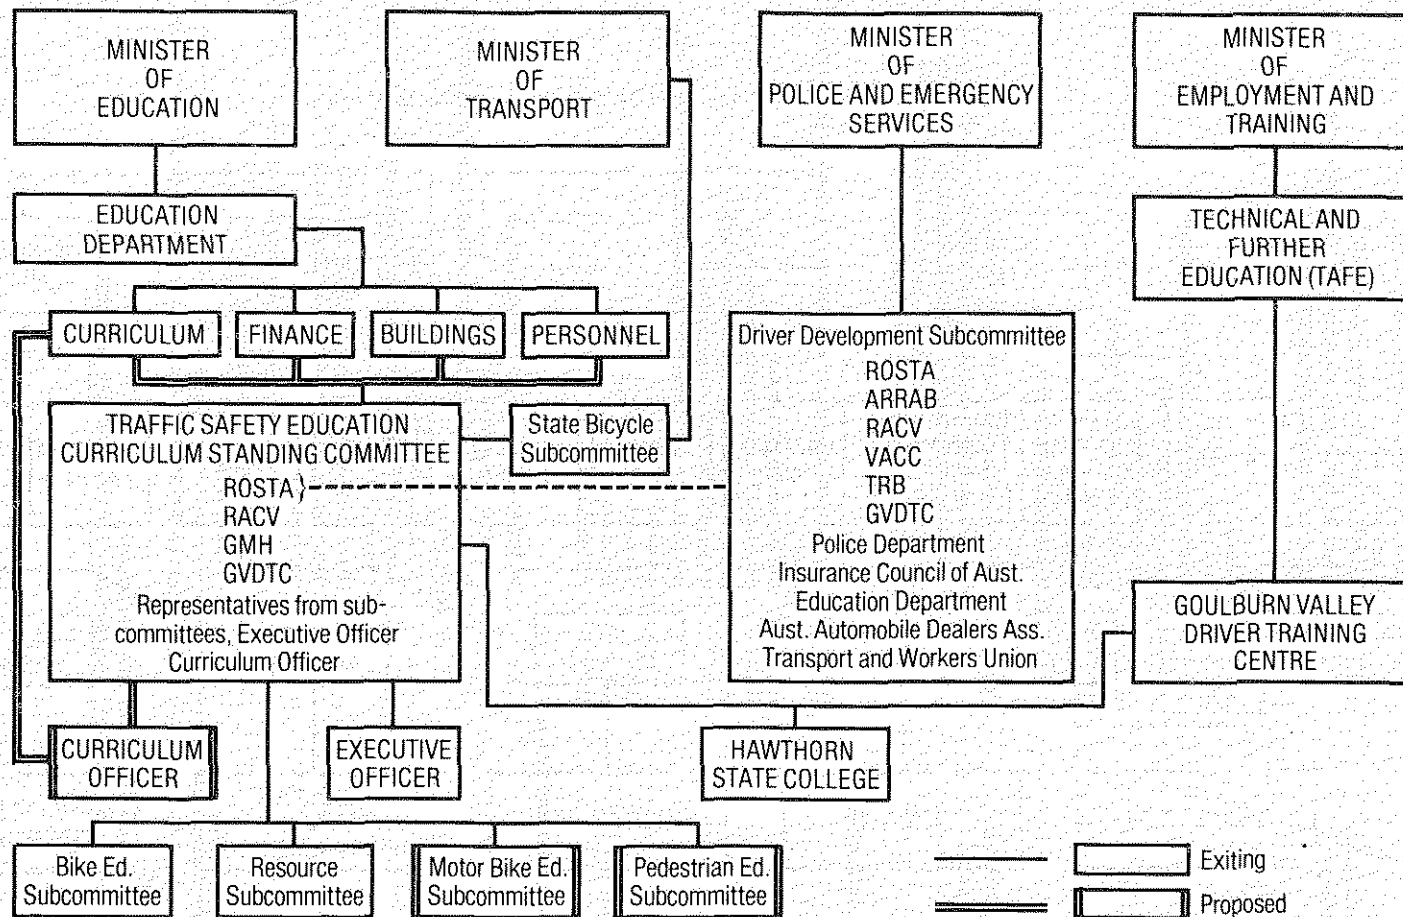 MINISTER
OF
EDUCATION
MINISTER
OF
TRANSPORT
MINISTER
OF
POLICE AND EMERGENCY
SERVICES
MINISTER
OF
EMPLOYMENT AND
TRAINING
EDUCATION
DEPARTMENT
TECHNICAL AND
FURTHER
EDUCATION (TAFE)
CURRICULUM
FINANCE
BUILDINGS
PERSONNEL
TRAFFIC SAFETY EDUCATION
CURRICULUM STANDING COMMITTEE
ROSTA}
RACV
GMH
GVDTC
Representatives from sub-
committees, Executive Officer
Curriculum Officer
State Bicycle
Subcommittee
Driver Development Subcommittee
ROSTA
ARRAB
RACV
VACC
TRB
GVDTC
Police Department
Insurance Council of Aust.
Education Department
Aust. Automobile Dealers Ass.
Transport and Workers Union
GOULBURN VALLEY
DRIVER TRAINING
CENTRE
CURRICULUM
OFFICER
EXECUTIVE
OFFICER
HAWTHORN
STATE COLLEGE
Bike Ed.
Subcommittee
Resource
Subcommittee
Motor Bike Ed.
Subcommittee
Pedestrian Ed.
Subcommittee
Exiting
Proposed